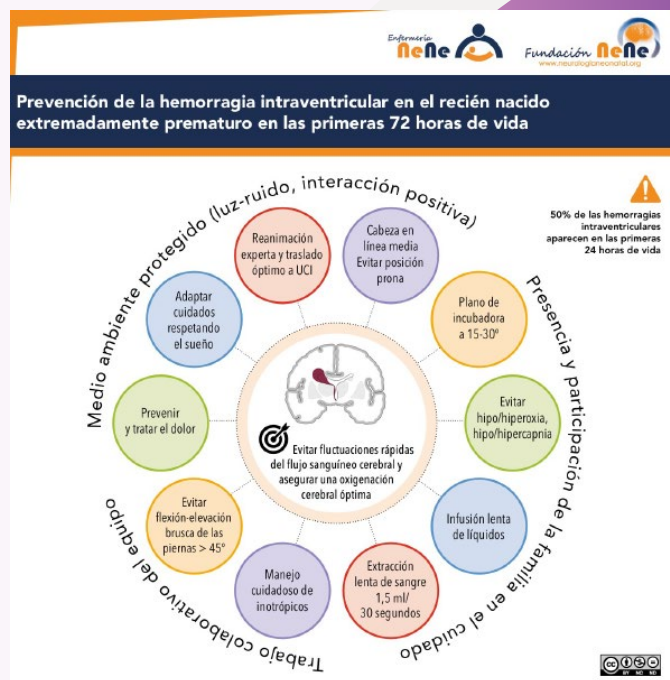 Enfermería
NeNe
Fundación NeNe
www.neurologianeonatal.org
Prevención de la hemorragia intraventricular en el recién nacido
extremadamente prematuro en las primeras 72 horas de vida
50% de las hemorragias
intraventriculares
aparecen en las primeras
24 horas de vida
Medio ambiente protegido (luz-ruido, interacción positiva)
Presencia y participación de la familia en el cuidado
Trabajo colaborativo del equipo
Reanimación
experta y traslado
óptimo a UCI
Cabeza en
línea media
Evitar posición
prona
Plano de
incubadora
a 15-30º
Evitar
hipo/hiperoxia,
hipo/hipercapnia
Infusión lenta
de líquidos
Extracción
lenta de sangre
1,5 ml/
30 segundos
Manejo
cuidadoso de
inotrópicos
Evitar
flexión-elevación
brusca de las
piernas > 45º
Prevenir
y tratar el dolor
Adaptar
cuidados
respetando
el sueño
Evitar fluctuaciones rápidas
del flujo sanguíneo cerebral y
asegurar una oxigenación
cerebral óptima